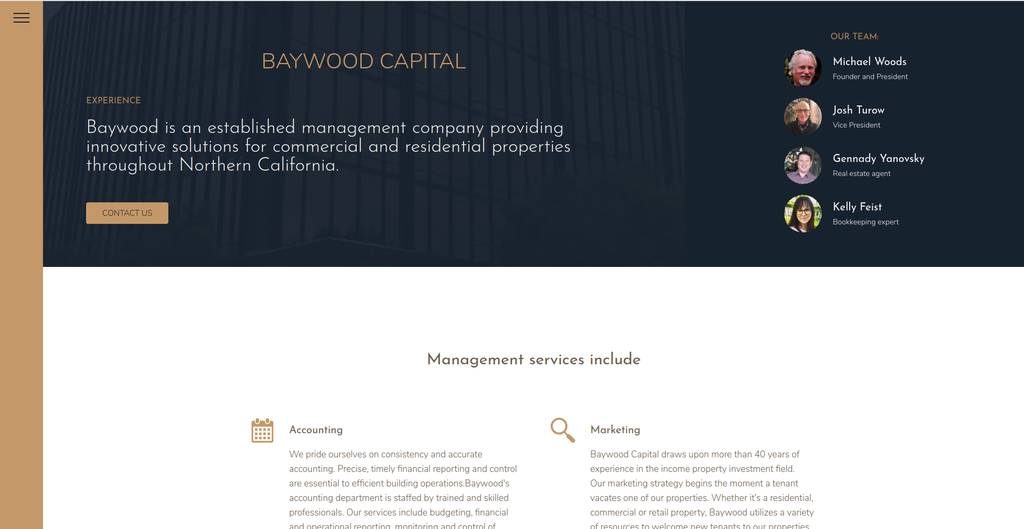 BAYWOOD CAPITAL
EXPERIENCE
Baywood is an established management company providing
innovative solutions for commercial and residential properties
throughout Northern California.
CONTACT US
OUR TEAM:
Michael Woods
Founder and President
Josh Turow
Vice President
Gennady Yanovsky
Real estate agent
Kelly Feist
Bookkeeping expert
Management services include
Accounting
We pride ourselves on consistency and accurate
accounting. Precise, timely financial reporting and control
are essential to efficient building operations.Baywood's
accounting department is staffed by trained and skilled
professionals. Our services include budgeting, financial
and operational reporting, monitoring and control of
Marketing
Baywood Capital draws upon more than 40 years of
experience in the income property investment field.
Our marketing strategy begins the moment a tenant
vacates one of our properties. Whether it's a residential,
commercial or retail property, Baywood utilizes a variety
of resources to welcome new tenants to our properties